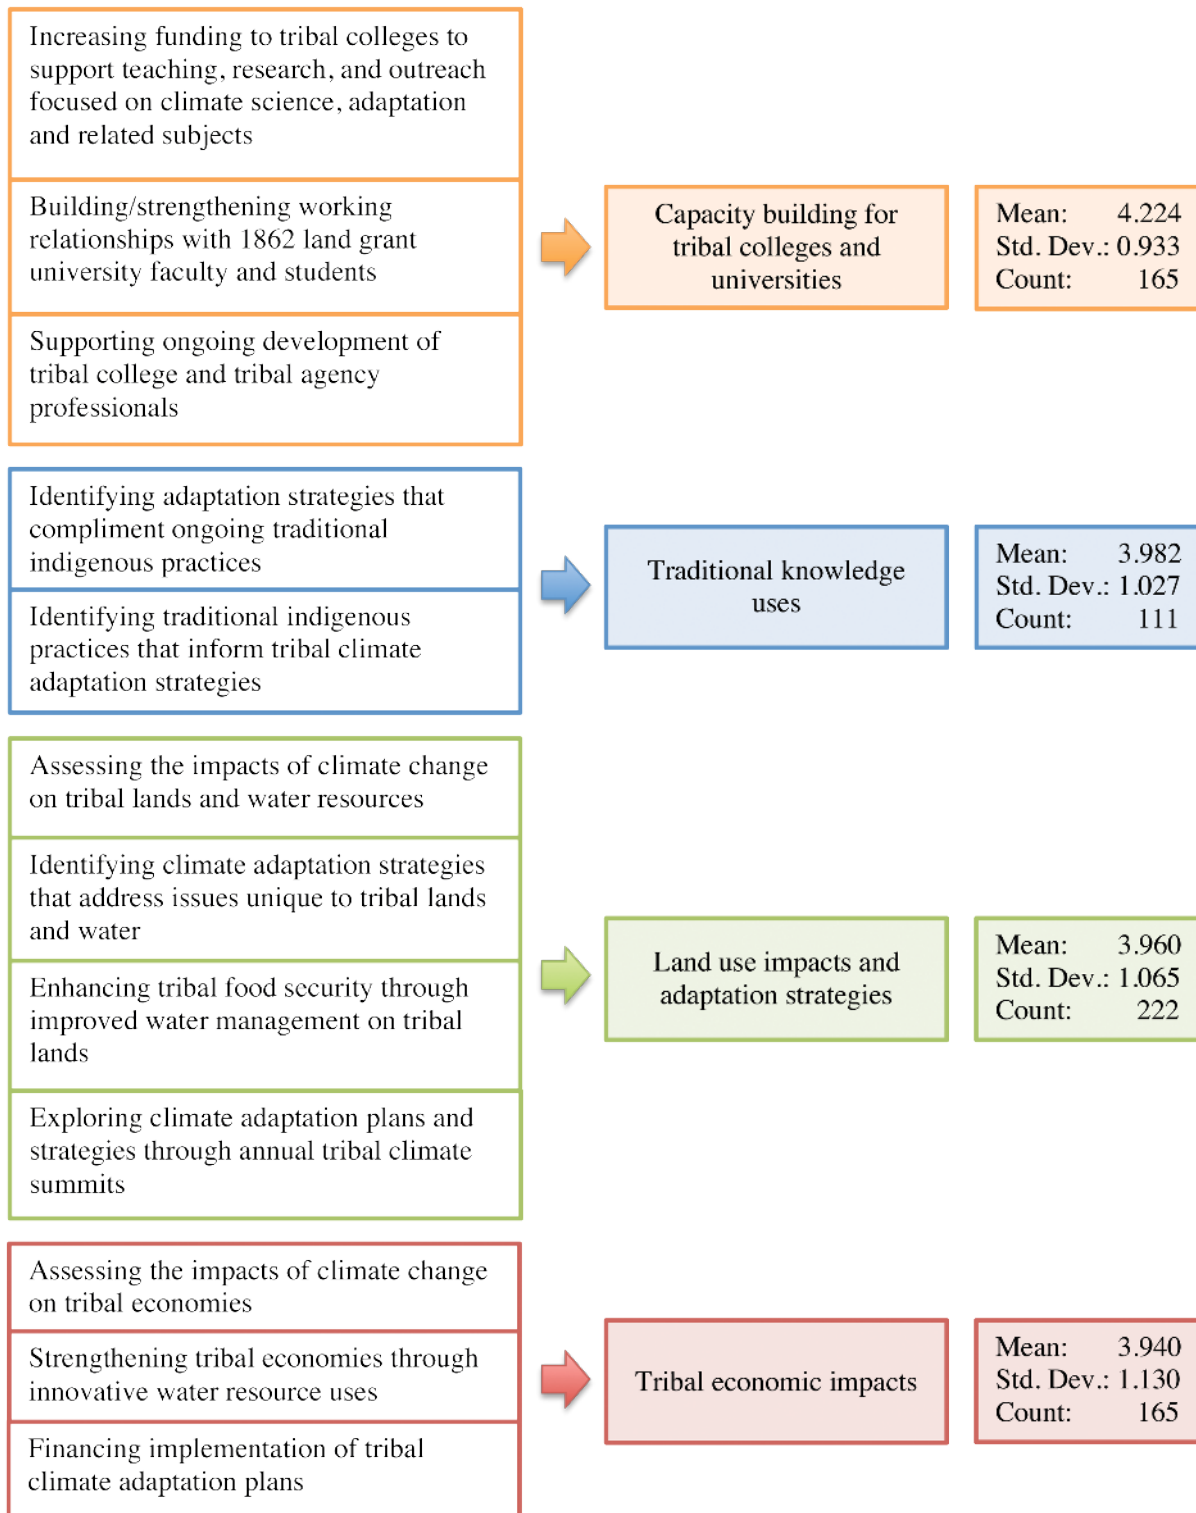 Increasing funding to tribal colleges to
support teaching, research, and outreach
focused on climate science, adaptation
and related subjects
Building/strengthening working
relationships with 1862 land grant
university faculty and students
Supporting ongoing development of
tribal college and tribal agency
professionals
Capacity building for
tribal colleges and
universities
Mean: 4.224
Std. Dev.: 0.933
Count: 165
Identifying adaptation strategies that
compliment ongoing traditional
indigenous practices
Identifying traditional indigenous
practices that inform tribal climate
adaptation strategies
Traditional knowledge
uses
Mean: 3.982
Std. Dev.: 1.027
Count: 111
Assessing the impacts of climate change
on tribal lands and water resources
Identifying climate adaptation strategies
that address issues unique to tribal lands
and water
Enhancing tribal food security through
improved water management on tribal
lands
Exploring climate adaptation plans and
strategies through annual tribal climate
summits
Land use impacts and
adaptation strategies
Mean: 3.960
Std. Dev.: 1.065
Count: 222
Assessing the impacts of climate change
on tribal economies
Strengthening tribal economies through
innovative water resource uses
Financing implementation of tribal
climate adaptation plans
Tribal economic impacts
Mean: 3.940
Std. Dev.: 1.130
Count: 165